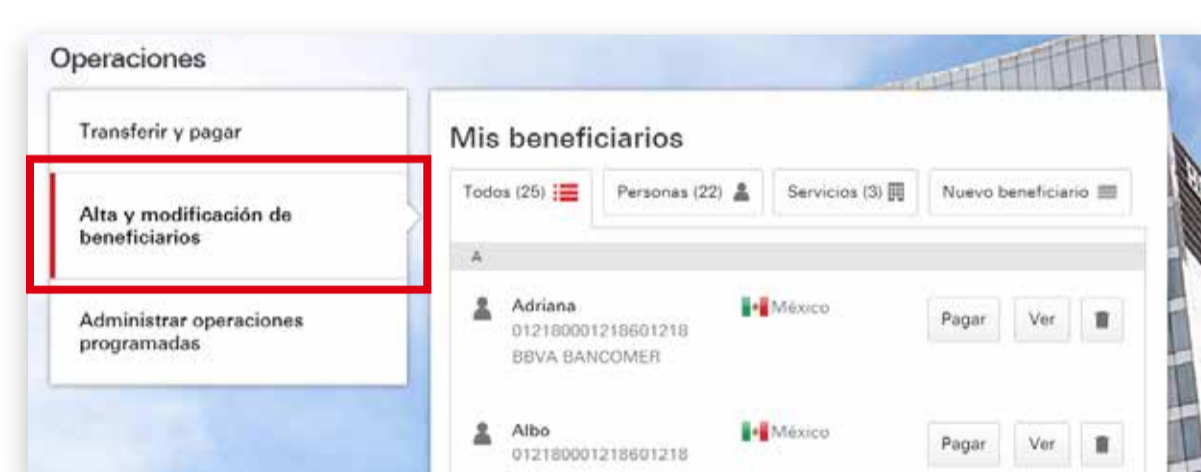 Operaciones
Transferir y pagar
Alta y modificación de
beneficiarios
Administrar operaciones
programadas
Mis beneficiarios
Todos (25) Personas (22) Servicios (3) Nuevo beneficiario
A
Adriana México Pagar Ver
012180001218601218
BBVA BANCOMER
Albo México Pagar Ver
012180001218601218